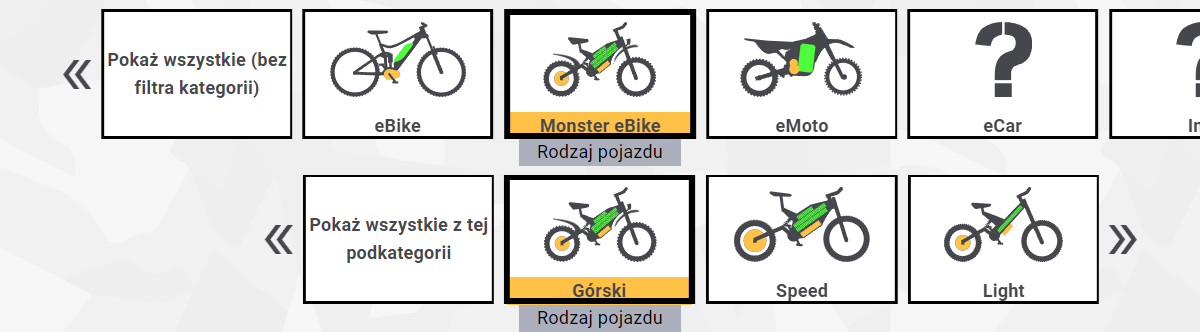 Pokaż wszystkie (bez
filtra kategorii)
eBike
Monster eBike
eMoto
eCar
Rodzaj pojazdu
Pokaż wszystkie z tej
podkategorii
Górski
Speed
Light
Rodzaj pojazdu